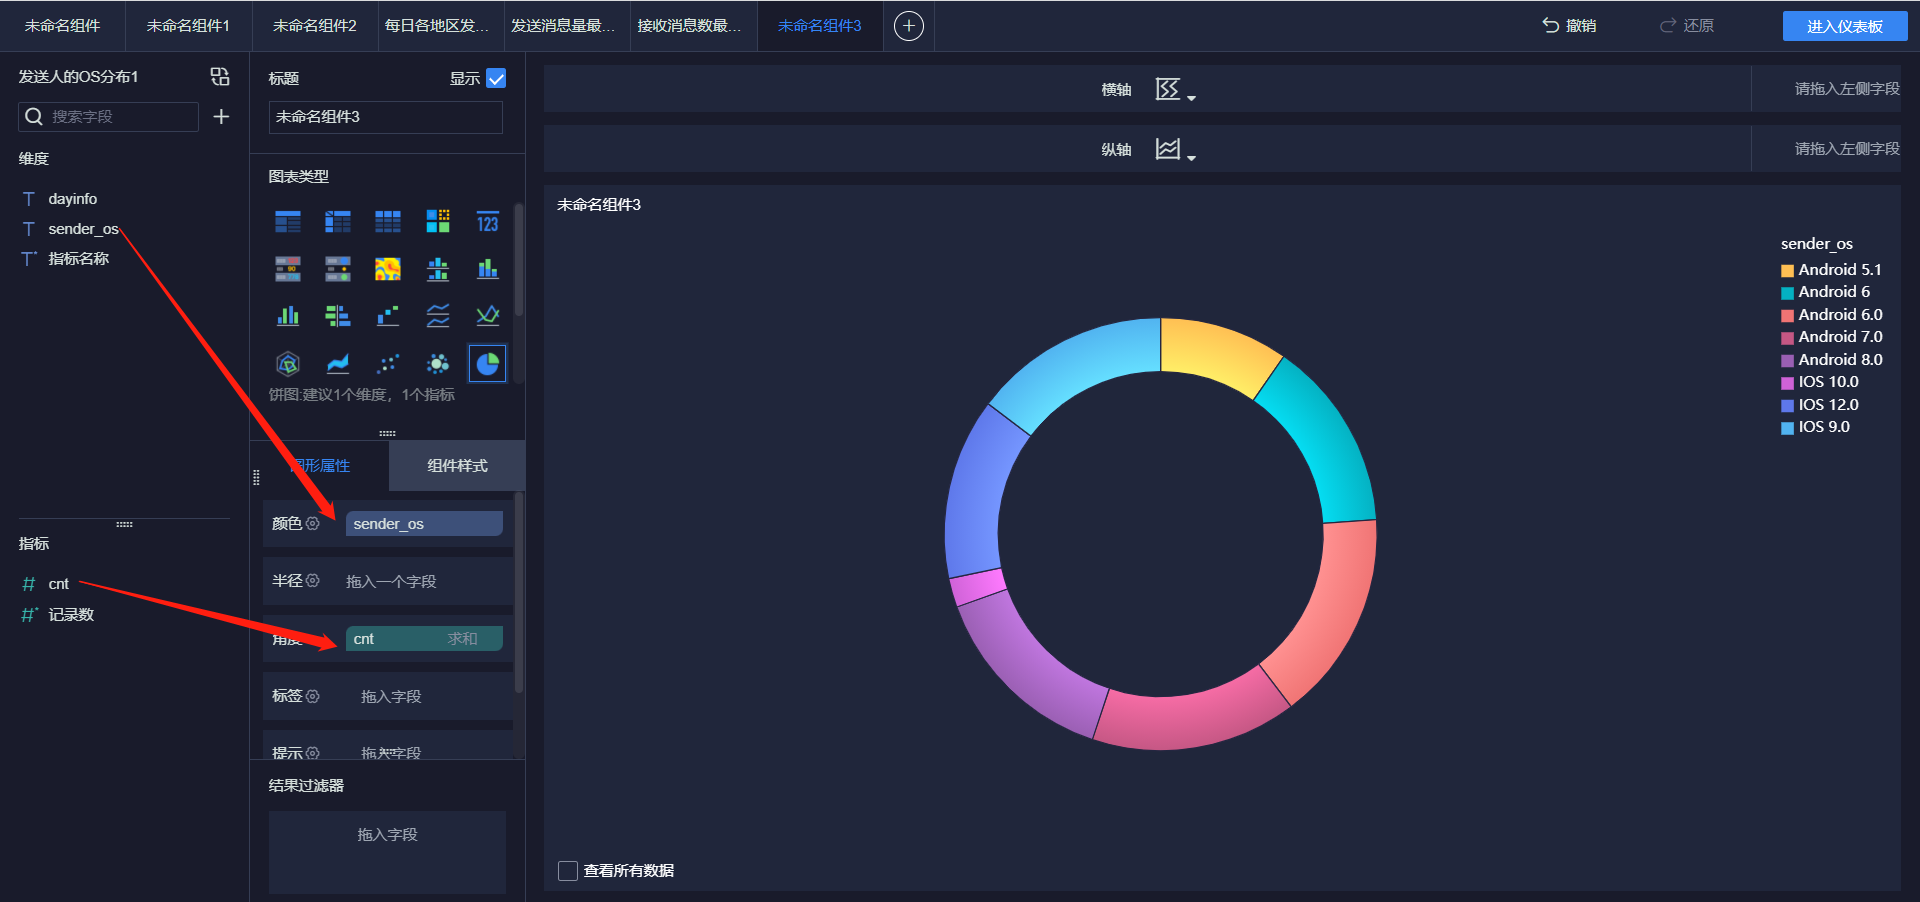 未命名组件
未命名组件1
未命名组件2
每日各地区发...
发送消息量最...
接收消息数最...
未命名组件3
撤销
还原
进入仪表板
发送人的OS分布1
搜索字段
维度
T dayinfo
T sender_os
T* 指标名称
指标
# cnt
#* 记录数
标题
显示
未命名组件3
图表类型
123
90
饼图:建议1个维度，1个指标
图形属性
组件样式
颜色
sender_os
半径
拖入一个字段
角度
cnt
求和
标签
拖入字段
提示
拖入字段
结果过滤器
拖入字段
横轴
请拖入左侧字段
纵轴
请拖入左侧字段
未命名组件3
sender_os
Android 5.1
Android 6
Android 6.0
Android 7.0
Android 8.0
IOS 10.0
IOS 12.0
IOS 9.0
查看所有数据